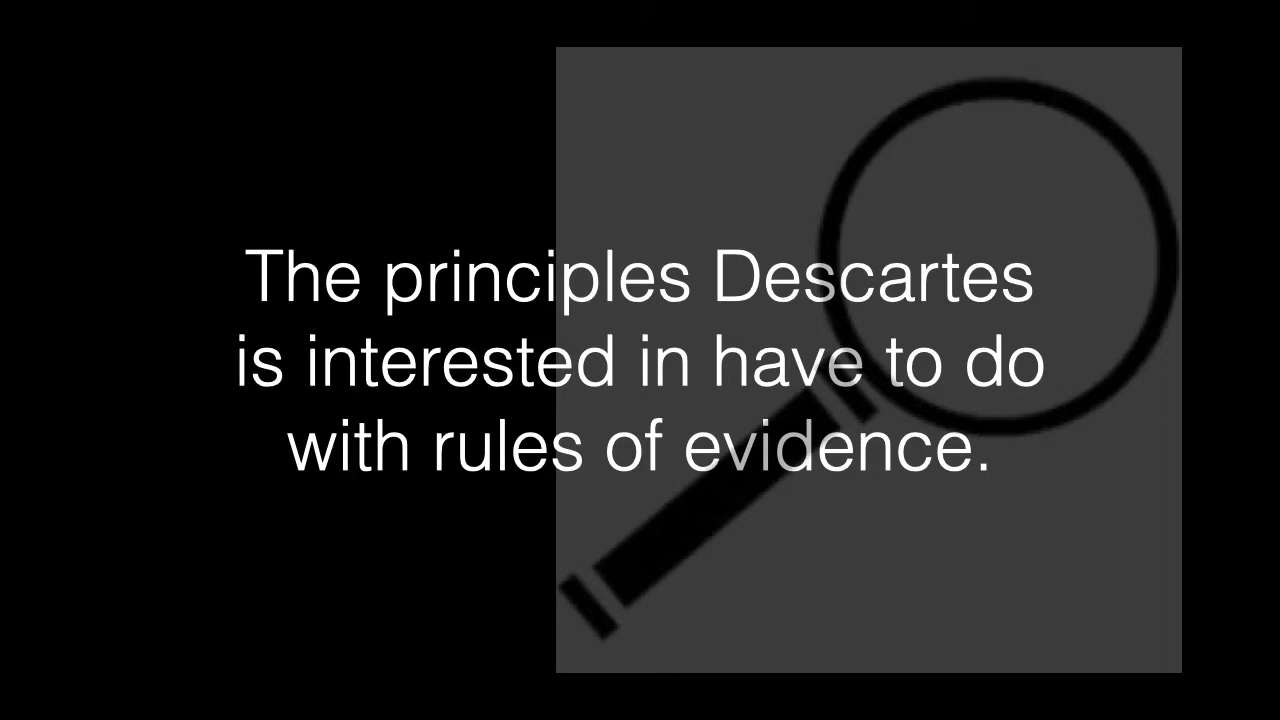 The principles Descartes
is interested in have to do
with rules of evidence.